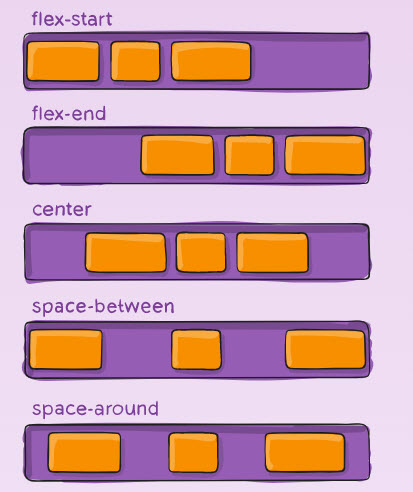 flex-start
flex-end
center
space-between
space-around